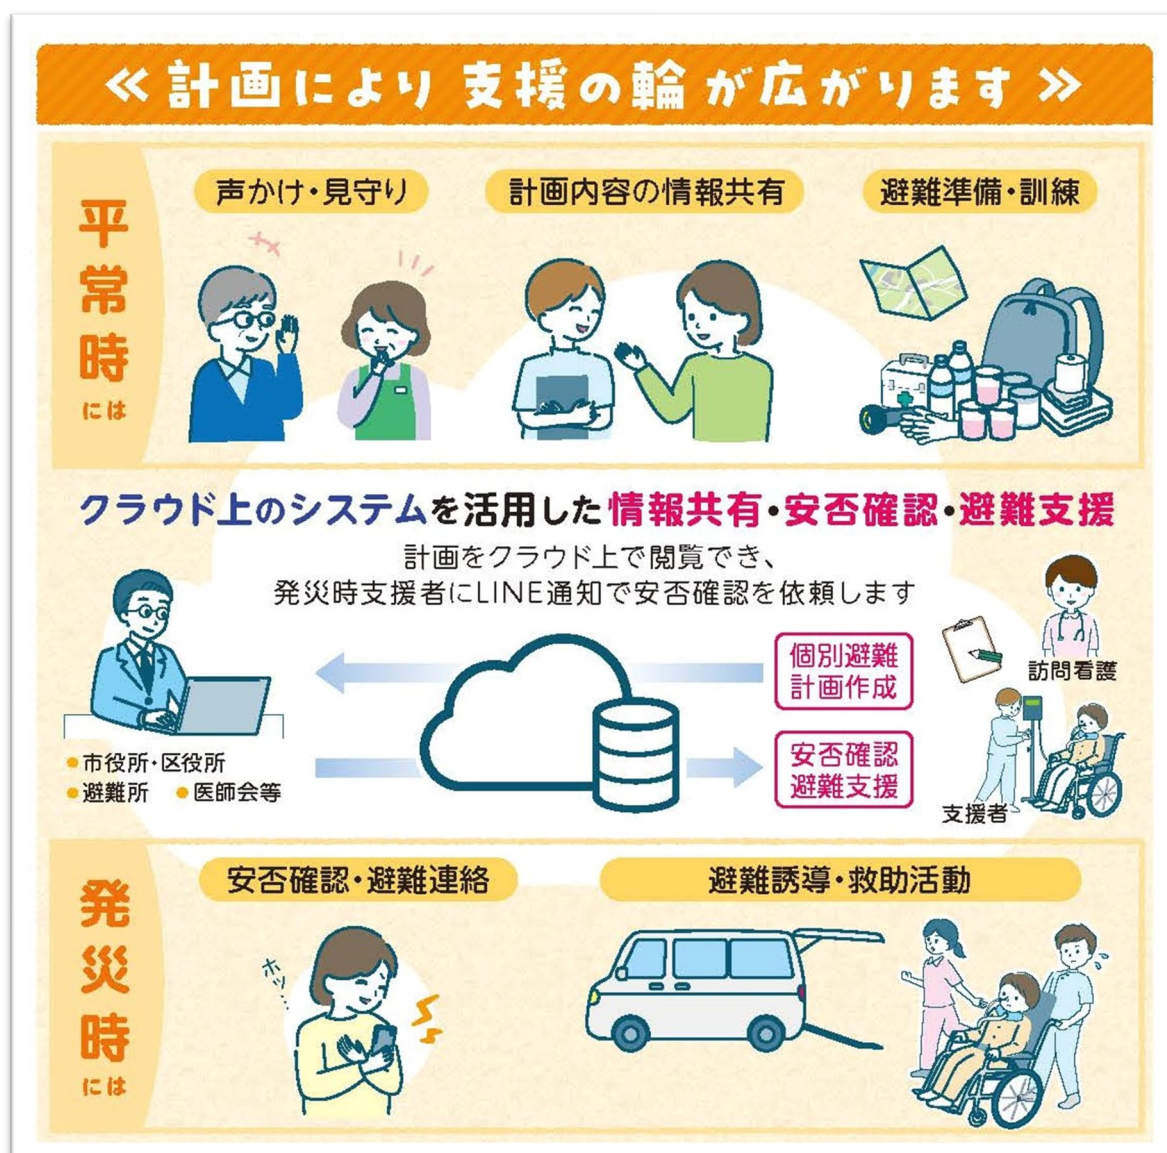 ≪計画により 支援の輪が広がります≫
平常時には
声かけ・見守り
計画内容の情報共有
避難準備・訓練
クラウド上のシステムを活用した情報共有・安否確認・避難支援
計画をクラウド上で閲覧でき、
発災時支援者にLINE通知で安否確認を依頼します
個別避難
計画作成
訪問看護
安否確認
避難支援
支援者
●市役所・区役所
●避難所 ●医師会等
発災時には
安否確認・避難連絡
避難誘導・救助活動
ホッ…